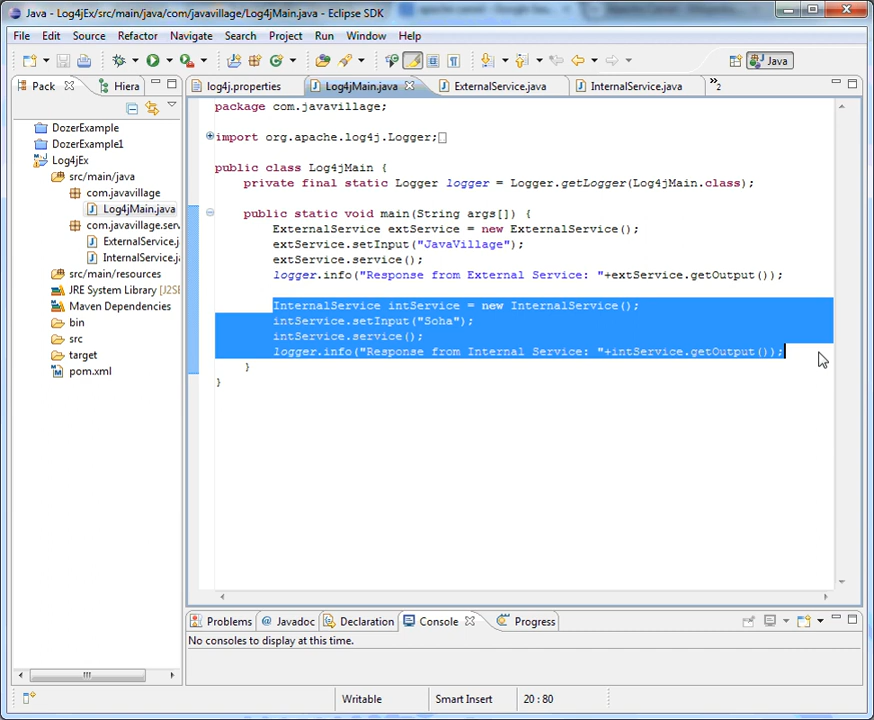 Java - Log4jEx/src/main/java/com/javavillage/Log4jMain.java - Eclipse SDK
File Edit Source Refactor Navigate Search Project Run Window Help
Java
Pack
Hiera
DozerExample
DozerExample1
Log4jEx
src/main/java
com.javavillage
Log4jMain.java
com.javavillage.serv
ExternalService.j
InternalService.ja
src/main/resources
JRE System Library [J2SE
Maven Dependencies
bin
src
target
pom.xml
log4j.properties
Log4jMain.java
ExternalService.java
InternalService.java
»2
package com.javavillage;
import org.apache.log4j.Logger;
public class Log4jMain {
private final static Logger logger = Logger.getLogger(Log4jMain.class);
public static void main(String args[]) {
ExternalService extService = new ExternalService();
extService.setInput("JavaVillage");
extService.service();
logger.info("Response from External Service: "+extService.getOutput());
InternalService intService = new InternalService();
intService.setInput("Soha");
intService.service();
logger.info("Response from Internal Service: "+intService.getOutput());
}
}
Problems @ Javadoc Declaration Console Progress
No consoles to display at this time.
Writable Smart Insert 20 : 80